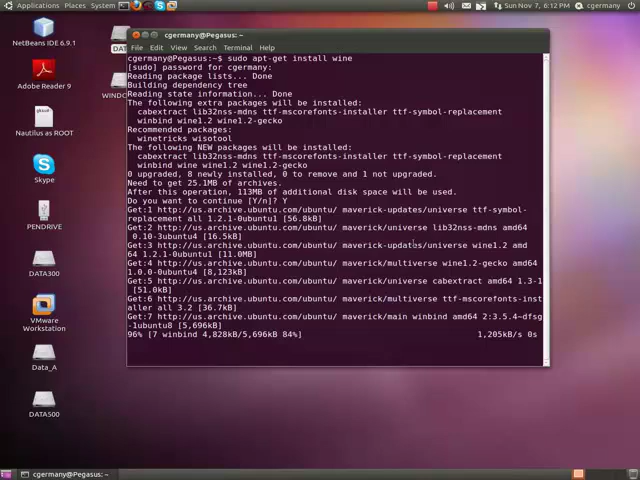 Applications Places System
Sun Nov 7, 6:12 PM cgermany
NetBeans IDE 6.9.1
Adobe Reader 9
Nautilus as ROOT
Skype
PENDRIVE
DATA300
VMware
Workstation
Data_A
DATA500
cgermany@Pegasus: ~
File Edit View Search Terminal Help
cgermany@Pegasus:~$ sudo apt-get install wine
[sudo] password for cgermany:
Reading package lists... Done
Building dependency tree
Reading state information... Done
The following extra packages will be installed:
cabextract lib32nss-mdns ttf-mscorefonts-installer ttf-symbol-replacement
winbind wine1.2 wine1.2-gecko
Recommended packages:
winetricks wisotool
The following NEW packages will be installed:
cabextract lib32nss-mdns ttf-mscorefonts-installer ttf-symbol-replacement
winbind wine wine1.2 wine1.2-gecko
0 upgraded, 8 newly installed, 0 to remove and 1 not upgraded.
Need to get 25.1MB of archives.
After this operation, 113MB of additional disk space will be used.
Do you want to continue [Y/n]? Y
Get:1 http://us.archive.ubuntu.com/ubuntu/ maverick-updates/universe ttf-symbol-
replacement all 1.2.1-0ubuntu1 [56.8kB]
Get:2 http://us.archive.ubuntu.com/ubuntu/ maverick/universe lib32nss-mdns amd64
0.10-3ubuntu4 [16.5kB]
Get:3 http://us.archive.ubuntu.com/ubuntu/ maverick-updates/universe wine1.2 amd
64 1.2.1-0ubuntu1 [11.0MB]
Get:4 http://us.archive.ubuntu.com/ubuntu/ maverick/multiverse wine1.2-gecko amd64
1.0.0-0ubuntu4 [8,123kB]
Get:5 http://us.archive.ubuntu.com/ubuntu/ maverick/universe cabextract amd64 1.3-1
[51.0kB]
Get:6 http://us.archive.ubuntu.com/ubuntu/ maverick/multiverse ttf-mscorefonts-inst
aller all 3.2 [36.7kB]
Get:7 http://us.archive.ubuntu.com/ubuntu/ maverick/main winbind amd64 2:3.5.4~dfsg
-1ubuntu8 [5,696kB]
96% [7 winbind 4,828kB/5,696kB 84%] 1,205kB/s 0s
cgermany@Pegasus: ~